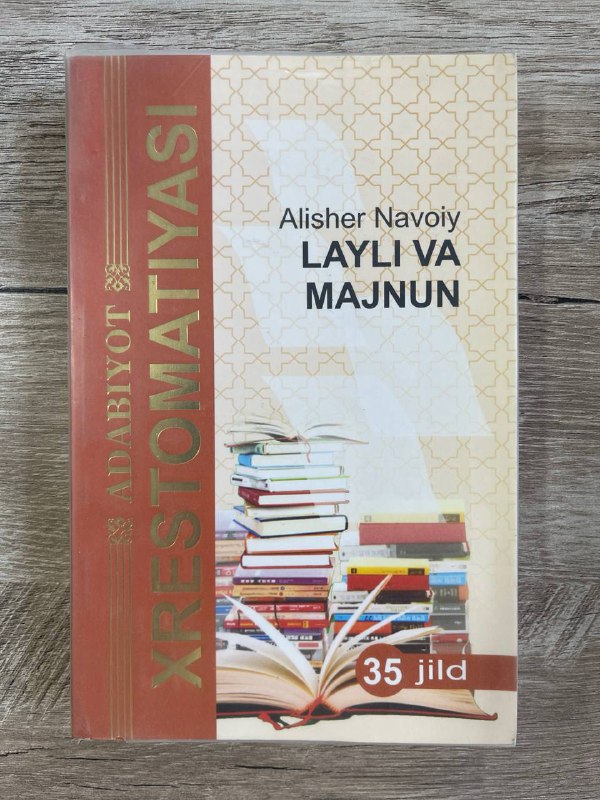 ADABIYOT
XRESTOMATIYASI
Alisher Navoiy
LAYLI VA
MAJNUN
35 jild